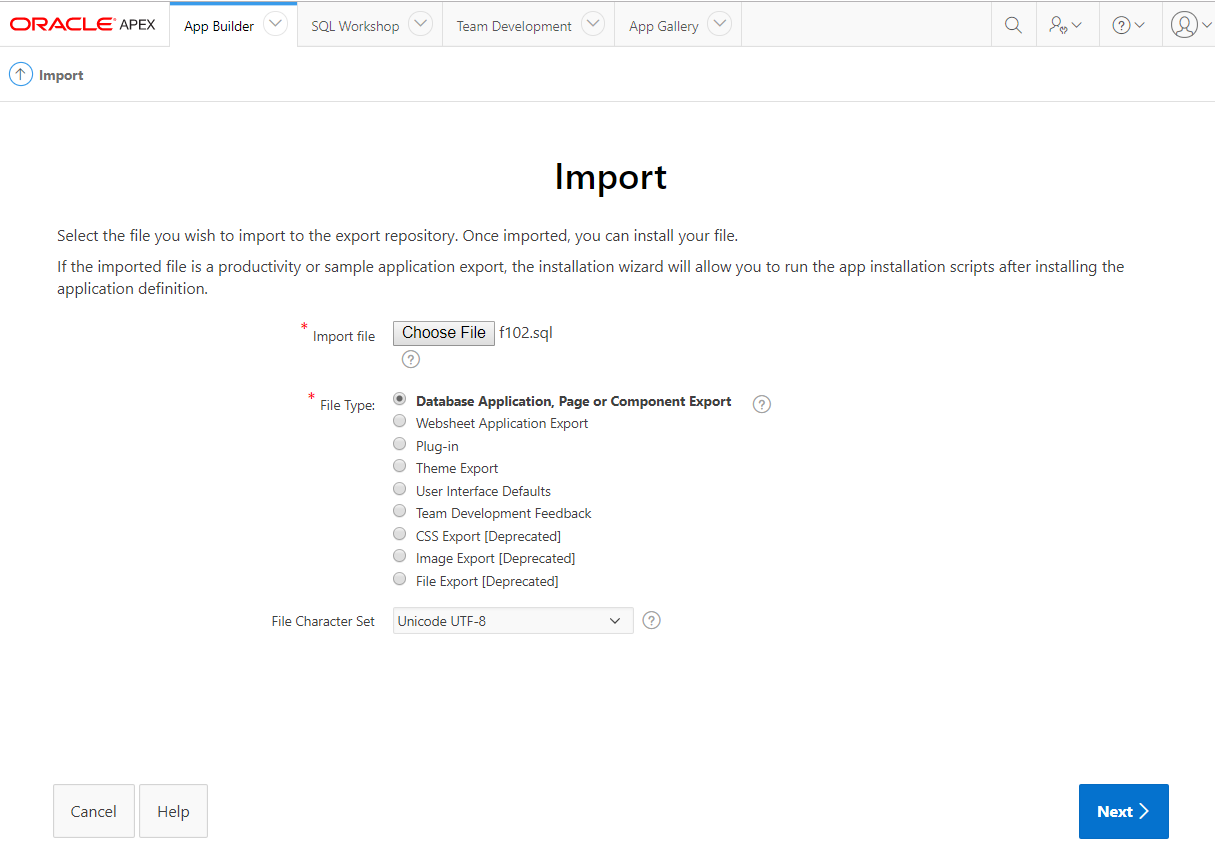 ORACLE APEX App Builder SQL Workshop Team Development App Gallery
Import
Import
Select the file you wish to import to the export repository. Once imported, you can install your file.
If the imported file is a productivity or sample application export, the installation wizard will allow you to run the app installation scripts after installing the
application definition.
* Import file Choose File f102.sql
?
* File Type: Database Application, Page or Component Export ?
Websheet Application Export
Plug-in
Theme Export
User Interface Defaults
Team Development Feedback
CSS Export [Deprecated]
Image Export [Deprecated]
File Export [Deprecated]
File Character Set Unicode UTF-8 ?
Cancel Help Next